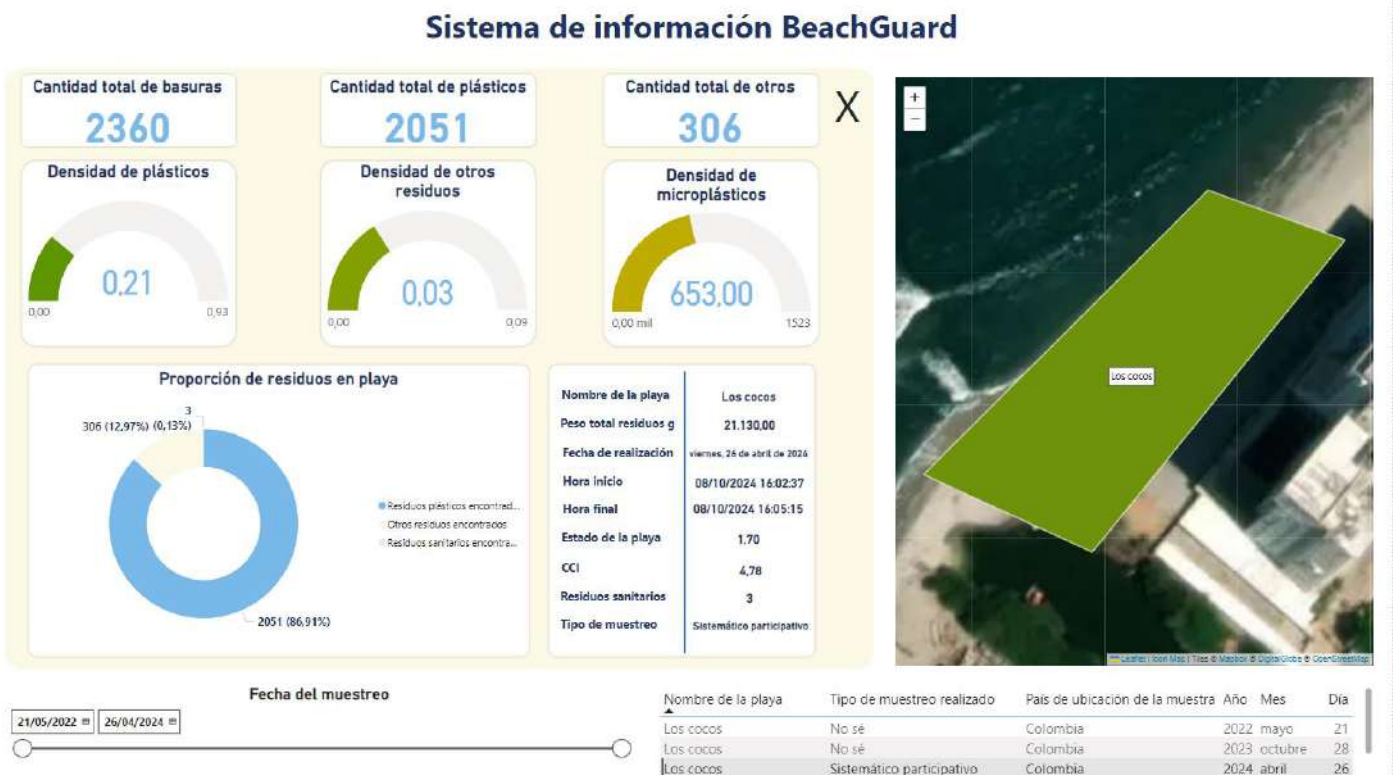 Sistema de información BeachGuard
Cantidad total de basuras
2360
Cantidad total de plásticos
2051
Cantidad total de otros
306
X
Densidad de plásticos
0,21
0,00
0,93
Densidad de otros
residuos
0,03
0,00
0,09
Densidad de
microplásticos
653,00
0,00 mil
1523
Proporción de residuos en playa
3
306 (12,97%) (0,13%)
2051 (86,91%)
Residuos plásticos encontrad...
Otros residuos encontrados
Residuos sanitarios encontra...
Nombre de la playa Los cocos
Peso total residuos g 21.130,00
Fecha de realización viernes, 26 de abril de 2024
Hora inicio 08/10/2024 16:02:37
Hora final 08/10/2024 16:05:15
Estado de la playa 1,70
CCI 4,78
Residuos sanitarios 3
Tipo de muestreo Sistemático participativo
+
−
Los cocos
Leaflet | Icon Map | Tiles © Mapbox © DigitalGlobe © OpenStreetMap
Fecha del muestreo
21/05/2022 26/04/2024
Nombre de la playa Tipo de muestreo realizado País de ubicación de la muestra Año Mes Día
Los cocos No sé Colombia 2022 mayo 21
Los cocos No sé Colombia 2023 octubre 28
Los cocos Sistemático participativo Colombia 2024 abril 26